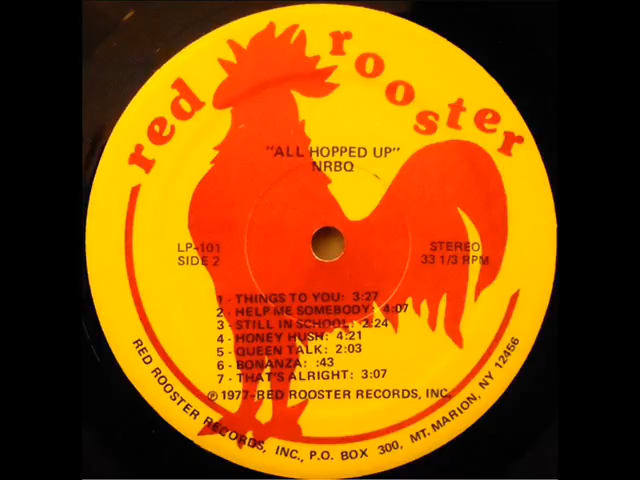 red rooster
"ALL HOPPED UP"
NRBQ
LP-101
SIDE 2
STEREO
33 1/3 RPM
1 - THINGS TO YOU: 3:27
2 - HELP ME SOMEBODY: 4:07
3 - STILL IN SCHOOL: 2:24
4 - HONEY HUSH: 4:21
5 - QUEEN TALK: 2:03
6 - BONANZA: :43
7 - THAT'S ALRIGHT: 3:07
℗ 1977-RED ROOSTER RECORDS, INC.
RED ROOSTER RECORDS, INC., P.O. BOX 300, MT. MARION, NY 12456